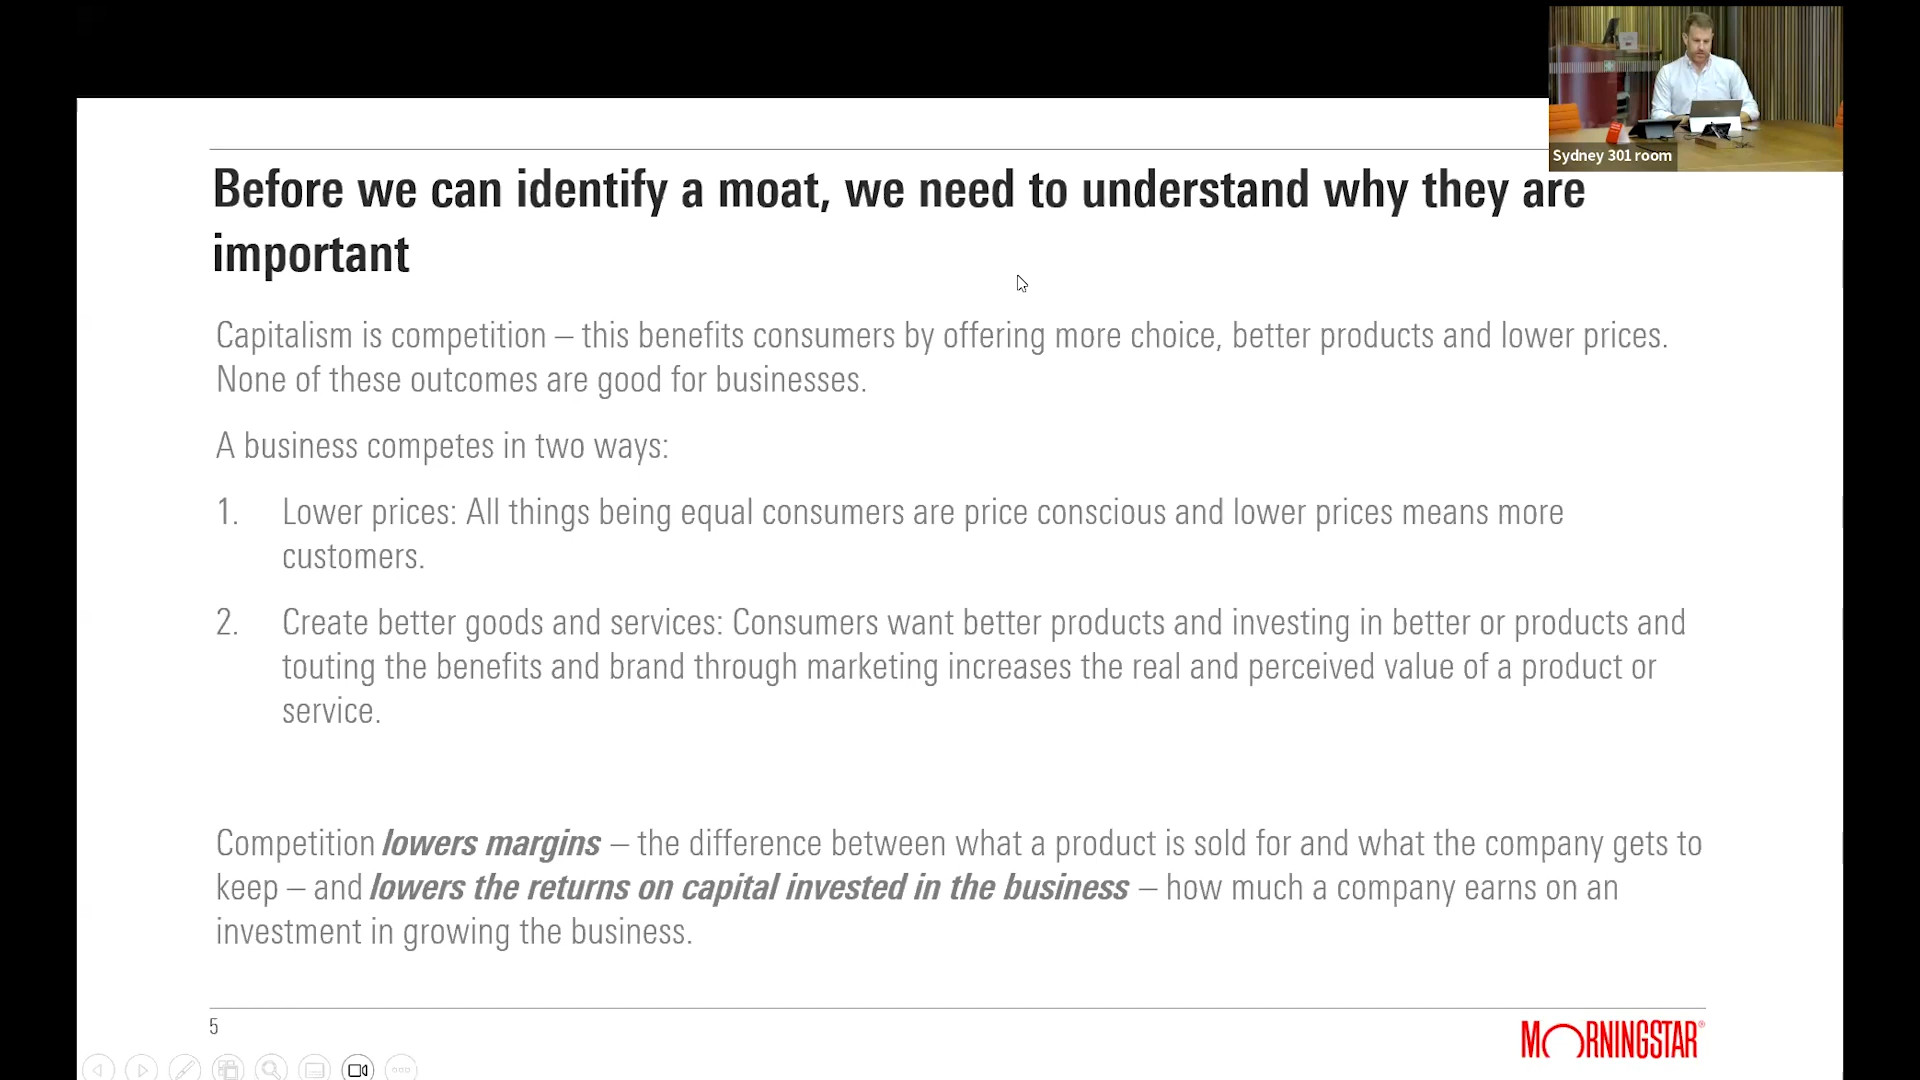 Sydney 301 room
Before we can identify a moat, we need to understand why they are
important
Capitalism is competition – this benefits consumers by offering more choice, better products and lower prices.
None of these outcomes are good for businesses.
A business competes in two ways:
1. Lower prices: All things being equal consumers are price conscious and lower prices means more
customers.
2. Create better goods and services: Consumers want better products and investing in better or products and
touting the benefits and brand through marketing increases the real and perceived value of a product or
service.
Competition lowers margins – the difference between what a product is sold for and what the company gets to
keep – and lowers the returns on capital invested in the business – how much a company earns on an
investment in growing the business.
5
MORNINGSTAR®